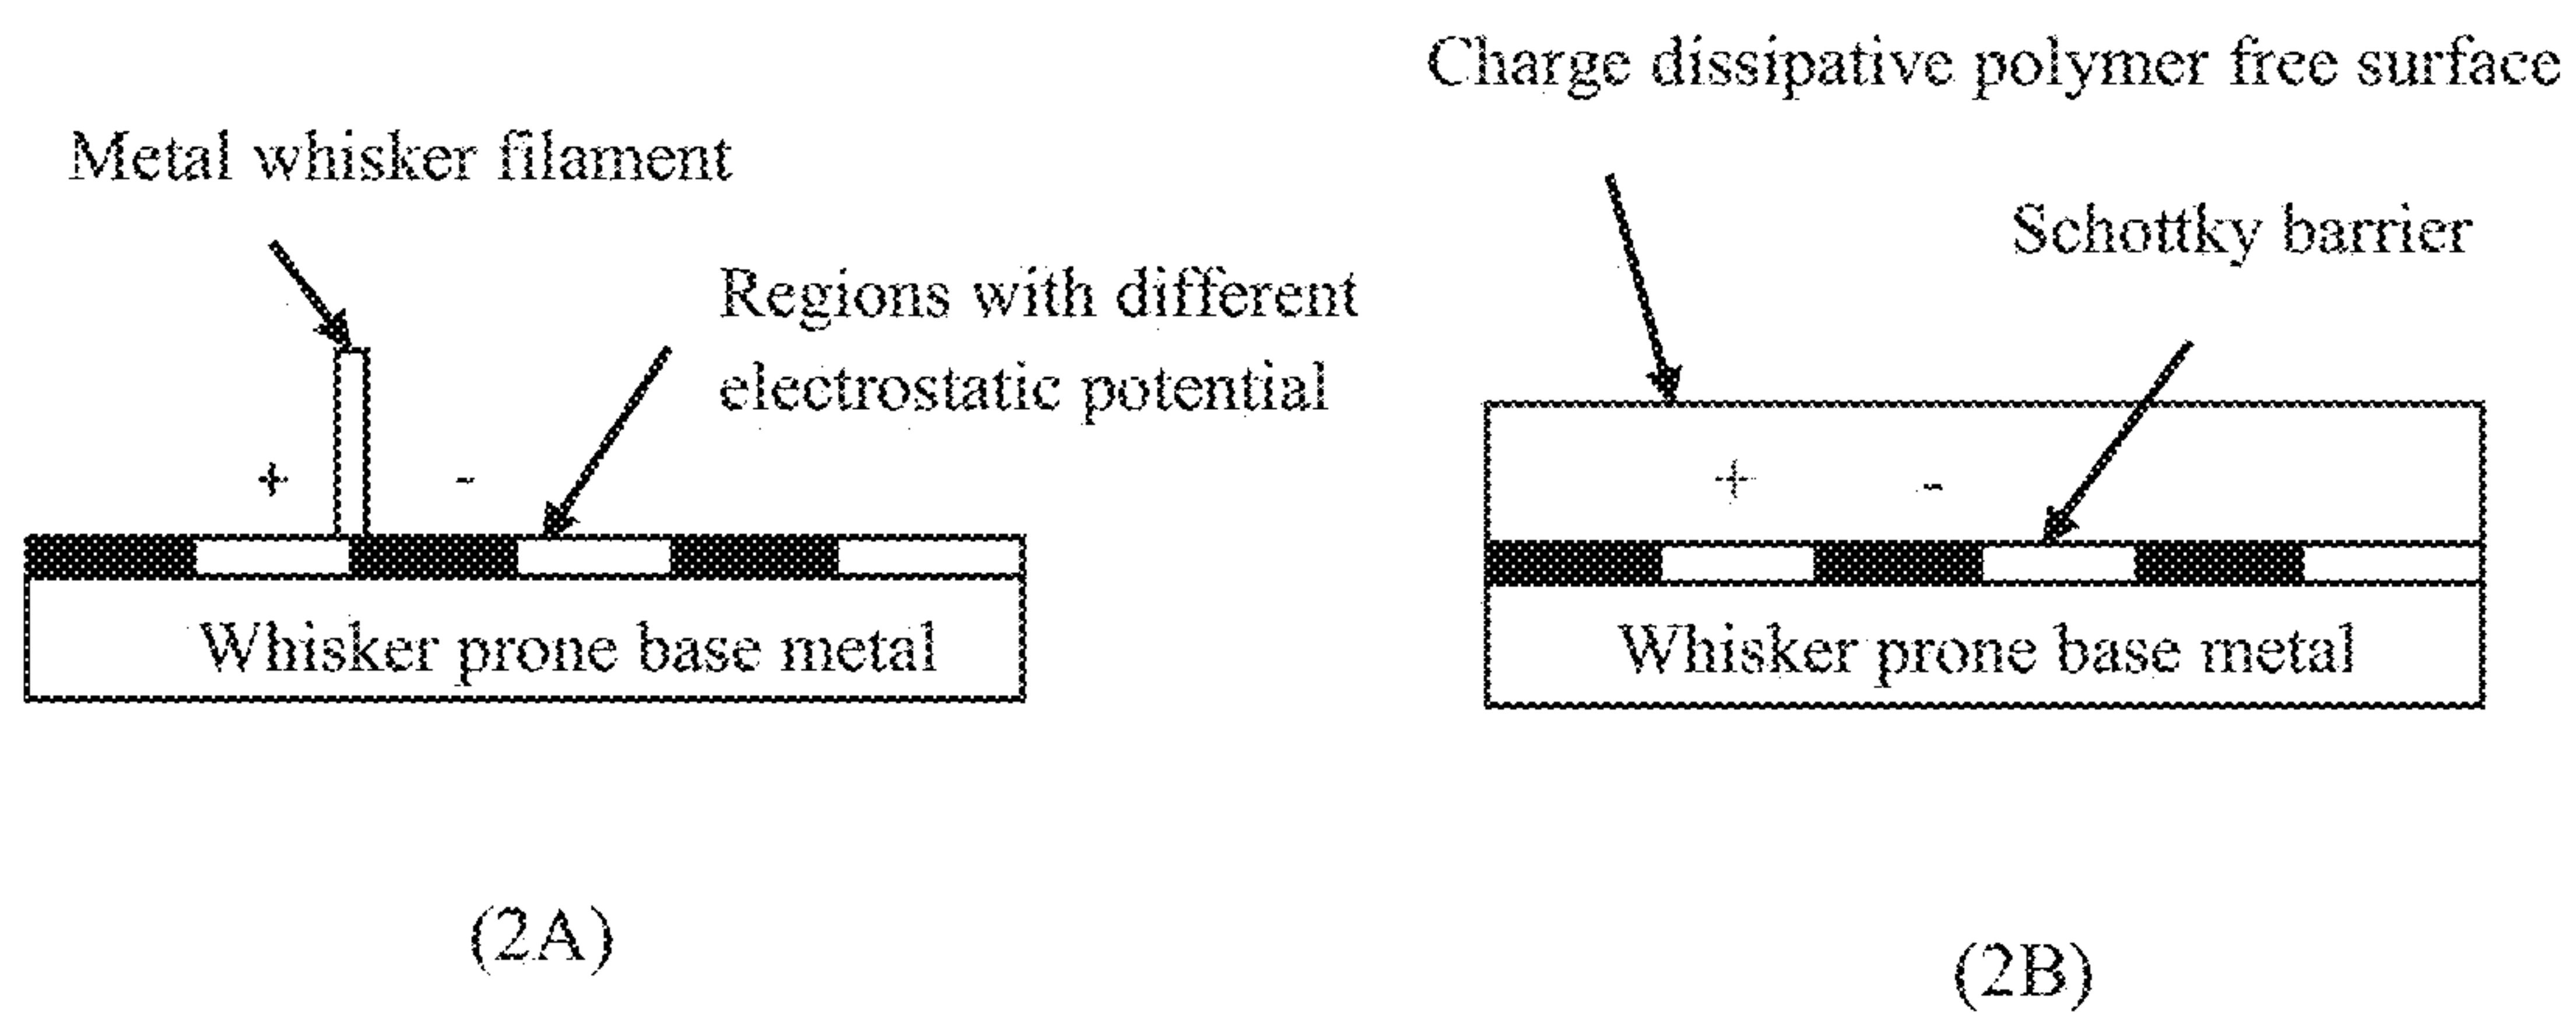 Metal whisker filament
Regions with different
electrostatic potential
+ -
Whisker prone base metal
(2A)
Charge dissipative polymer free surface
Schottky barrier
+ -
Whisker prone base metal
(2B)